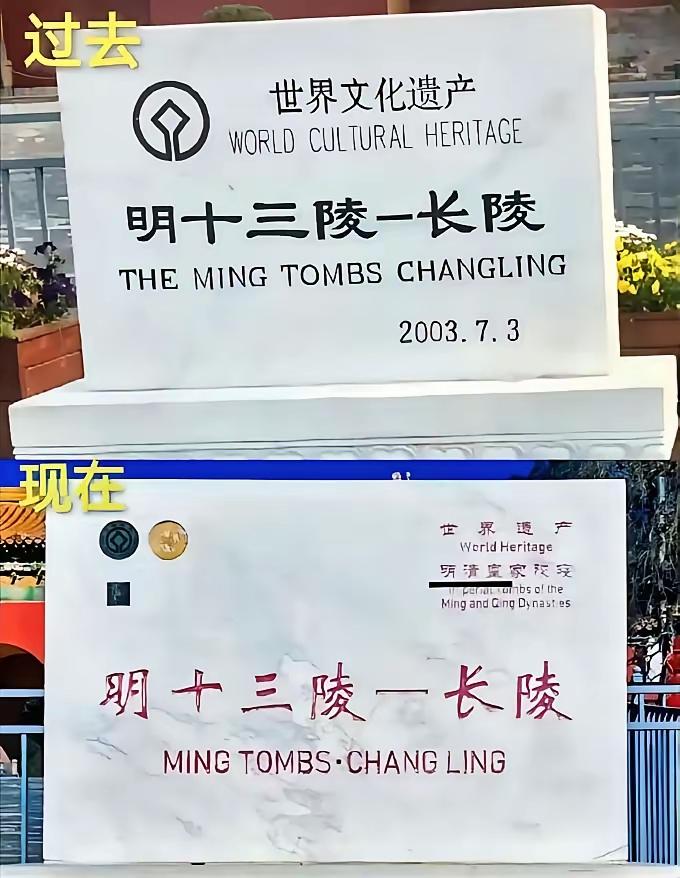 过去
世界文化遗产
WORLD CULTURAL HERITAGE
明十三陵—长陵
THE MING TOMBS CHANGLING
2003.7.3
现在
世界遗产
World Heritage
明清皇家陵寝
Imperial Tombs of the
Ming and Qing Dynasties
明十三陵—长陵
MING TOMBS·CHANG LING